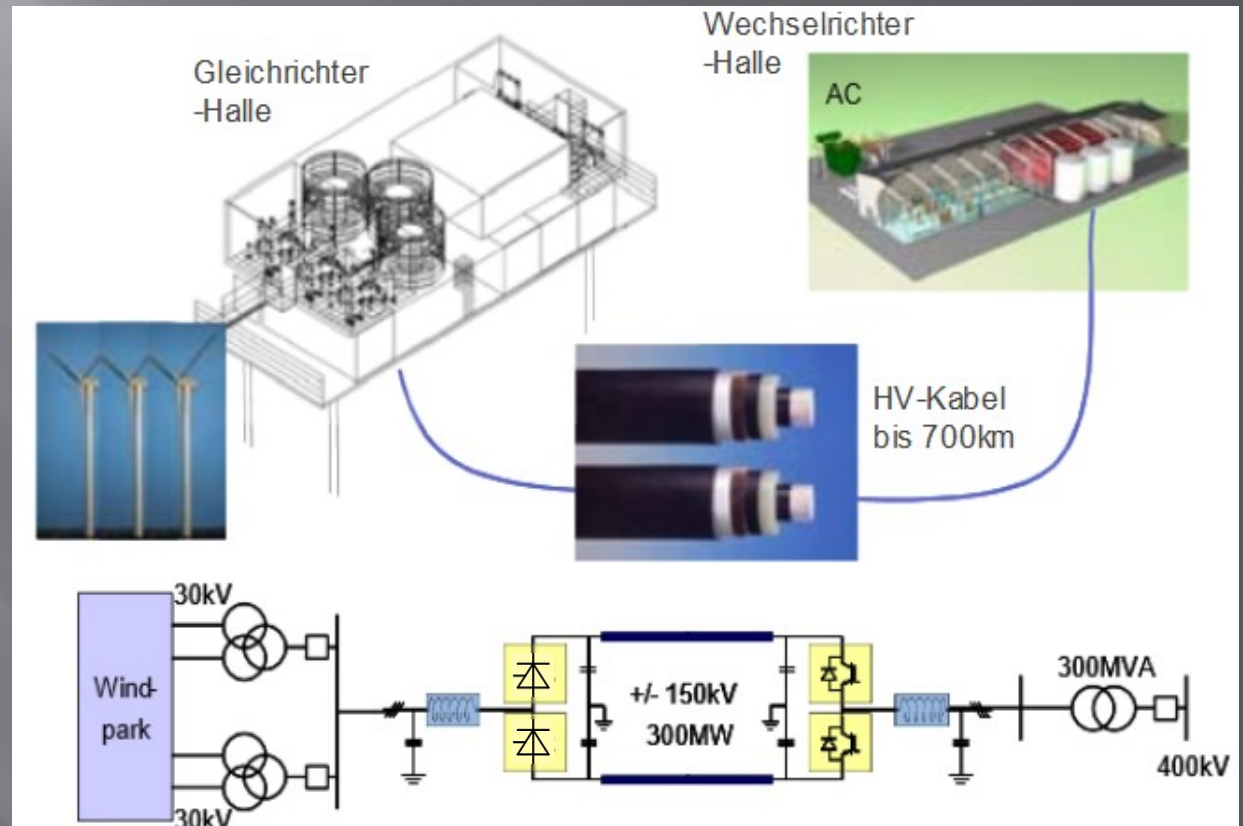 Wechselrichter
-Halle
Gleichrichter
-Halle
AC
HV-Kabel
bis 700km
30kV
Wind-
park
30kV
+/- 150kV
300MW
300MVA
400kV